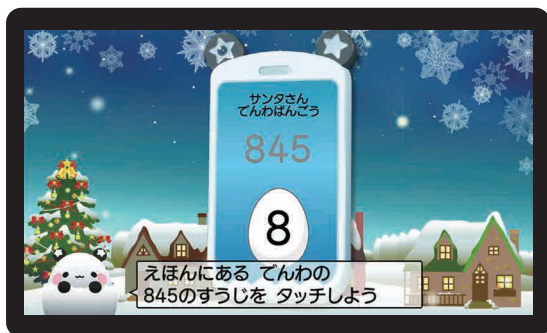 サンタさん
でんわばんごう
845
8
えほんにある でんわの
845のすうじを タッチしよう